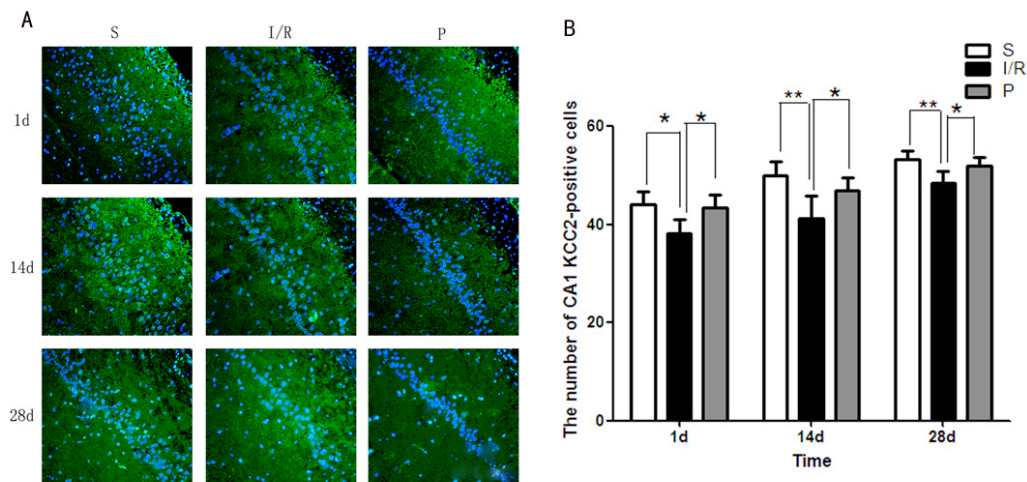 A
S I/R P
1d
14d
28d
B
S
I/R
P
The number of CA1 KCC2-positive cells
60
40
20
0
* *
** *
** *
1d 14d 28d
Time